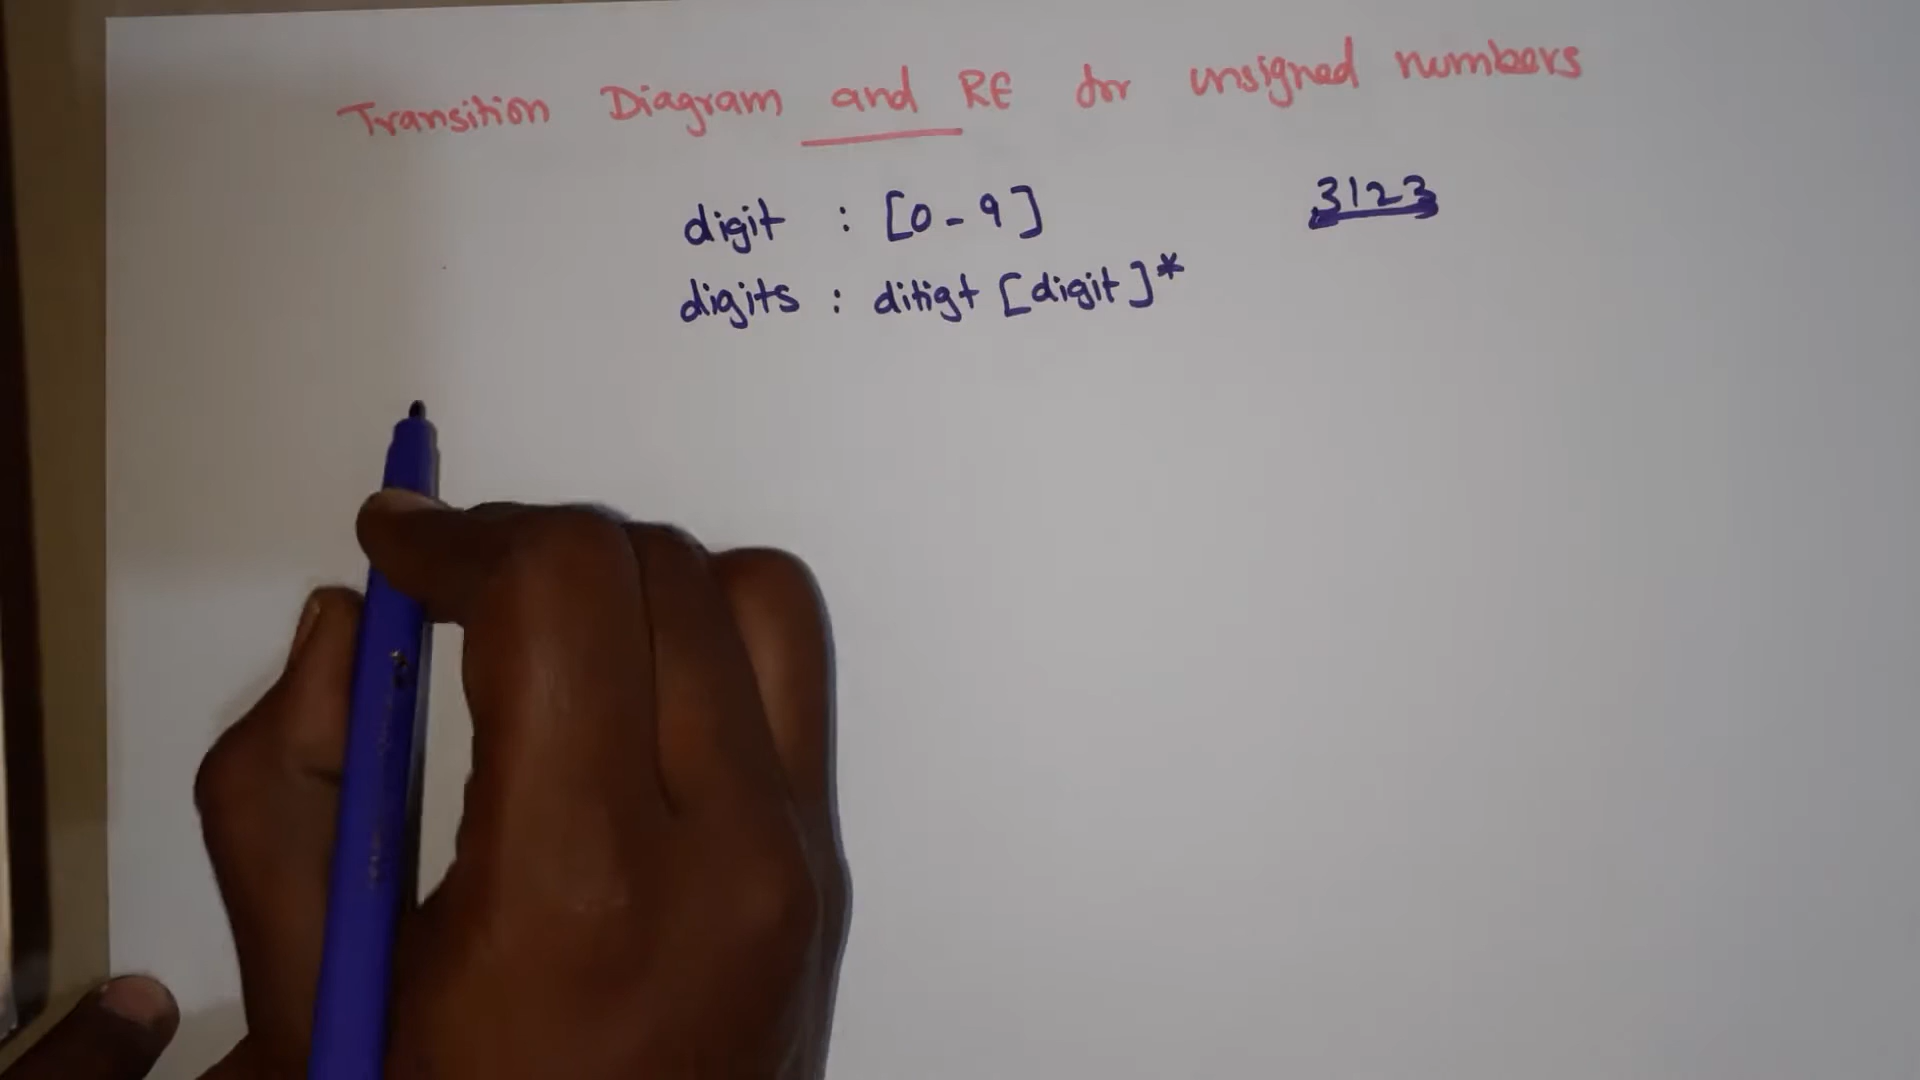 Transition Diagram and RE for unsigned numbers
digit : [0-9]
3123
digits : ditigt [digit]*